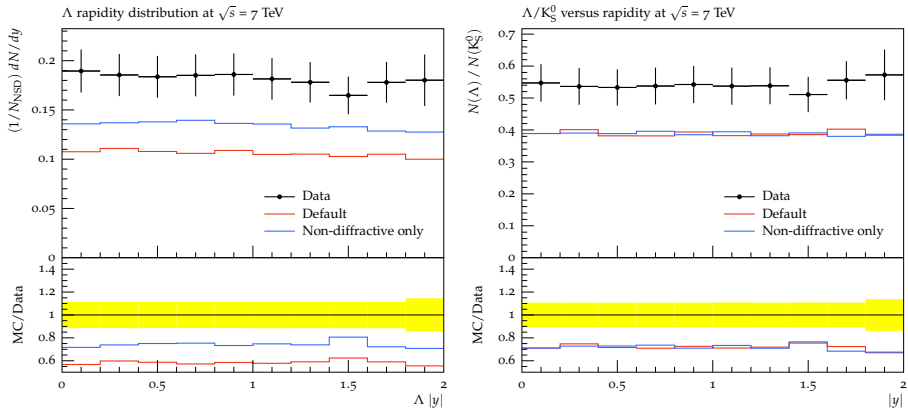 Λ rapidity distribution at √s = 7 TeV
(1/N_NSD) dN/dy
0.2
0.15
0.1
0.05
0
Data
Default
Non-diffractive only
MC/Data
1.4
1.2
1
0.8
0.6
0 0.5 1 1.5 2
Λ |y|
Λ/K⁰_S versus rapidity at √s = 7 TeV
N(Λ) / N(K⁰_S)
0.7
0.6
0.5
0.4
0.3
0.2
0.1
0
Data
Default
Non-diffractive only
MC/Data
1.4
1.2
1
0.8
0.6
0 0.5 1 1.5 2
|y|